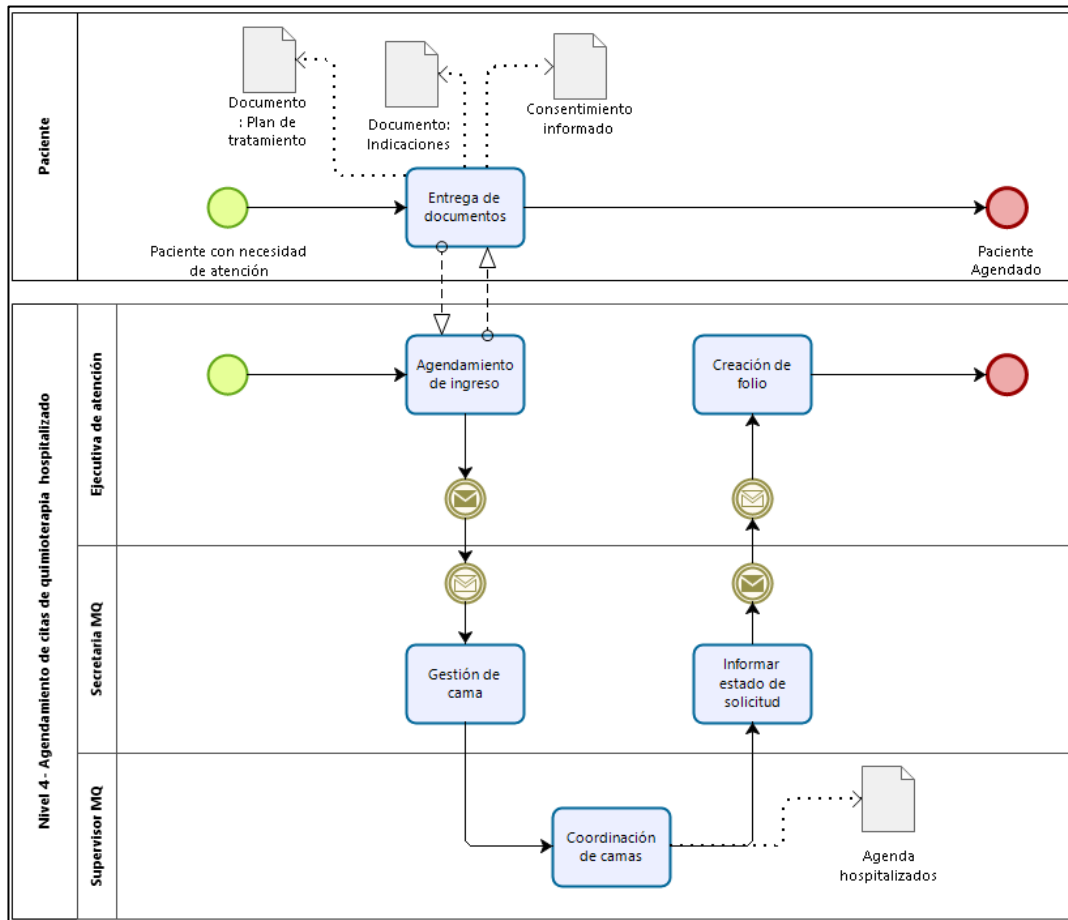 Paciente
Documento
: Plan de
tratamiento
Documento:
Indicaciones
Consentimiento
informado
Entrega de
documentos
Paciente con necesidad
de atención
Paciente
Agendado
Nivel 4 - Agendamiento de citas de quimioterapia hospitalizado
Ejecutiva de atención
Agendamiento
de ingreso
Creación de
folio
Secretaria MQ
Gestión de
cama
Informar
estado de
solicitud
Supervisor MQ
Coordinación
de camas
Agenda
hospitalizados